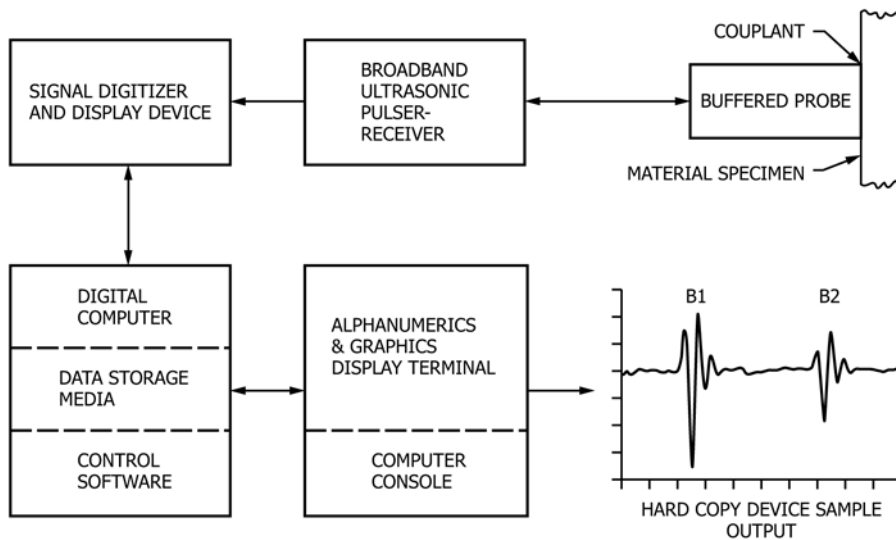 SIGNAL DIGITIZER
AND DISPLAY DEVICE
BROADBAND
ULTRASONIC
PULSER-
RECEIVER
COUPLANT
BUFFERED PROBE
MATERIAL SPECIMEN
DIGITAL
COMPUTER
DATA STORAGE
MEDIA
CONTROL
SOFTWARE
ALPHANUMERICS
& GRAPHICS
DISPLAY TERMINAL
COMPUTER
CONSOLE
B1
B2
HARD COPY DEVICE SAMPLE
OUTPUT